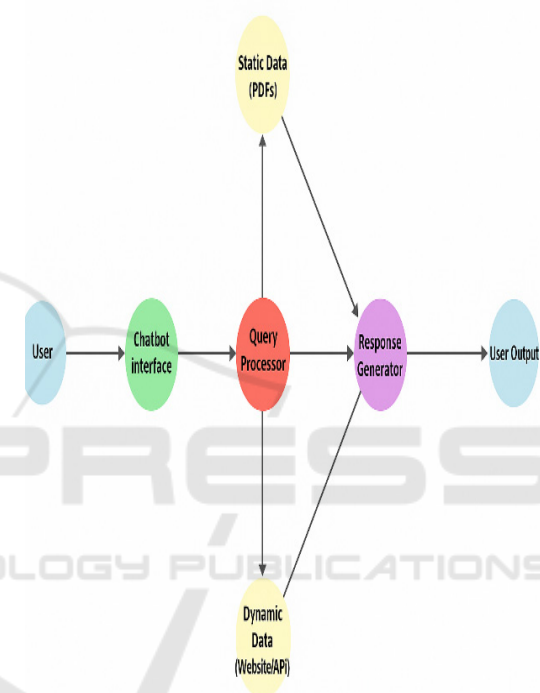 Static Data
(PDFs)
User
Chatbot
interface
Query
Processor
Response
Generator
User Output
Dynamic
Data
(Website/APi)
PRESS
OLOGY PUBLICATIONS